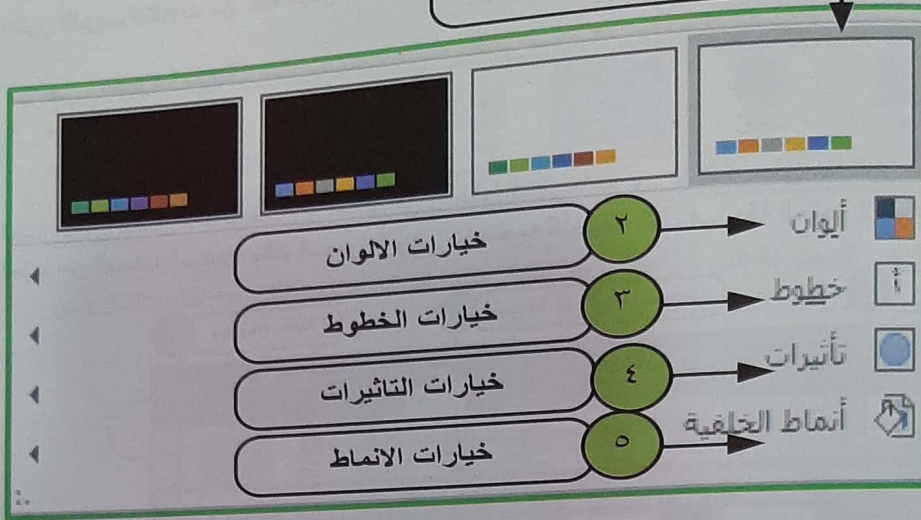 ألوان
٢
خيارات الالوان
خطوط
٣
خيارات الخطوط
تأثيرات
٤
خيارات التاثيرات
أنماط الخلفية
٥
خيارات الانماط